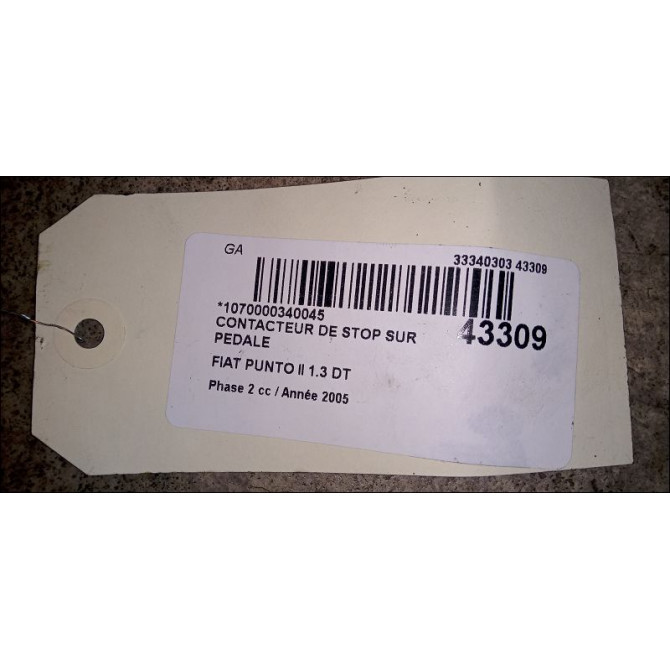 GA
33340303 43309
*1070000340045
CONTACTEUR DE STOP SUR
PEDALE
43309
FIAT PUNTO II 1.3 DT
Phase 2 cc / Année 2005